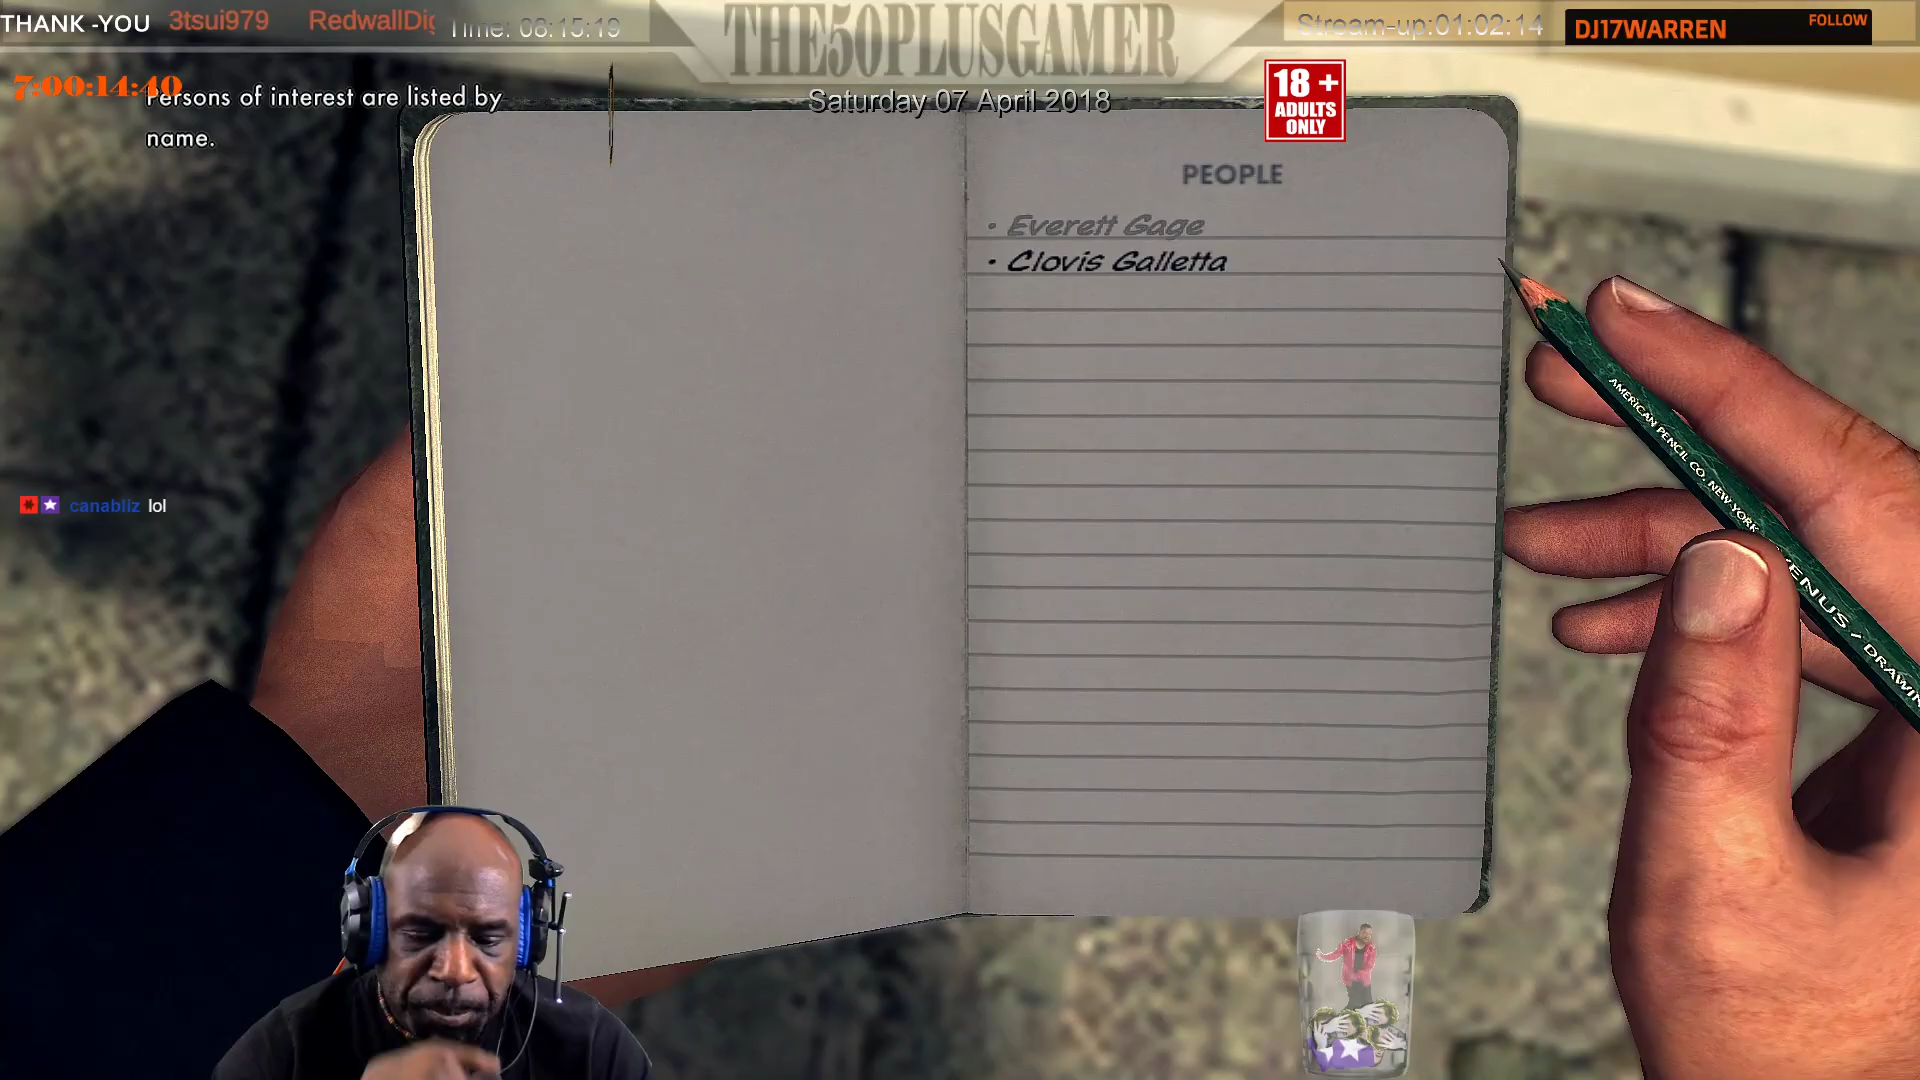 THANK -YOU 3tsui979 RedwallDig Time: 08:15:19
THE50PLUSGAMER
Stream-up:01:02:14
DJ17WARREN FOLLOW
7:00:14:40
Persons of interest are listed by
name.
Saturday 07 April 2018
18 +
ADULTS
ONLY
PEOPLE
• Everett Gage
• Clovis Galletta
canabliz lol
AMERICAN PENCIL CO. NEW YORK
VENUS / DRAWIN